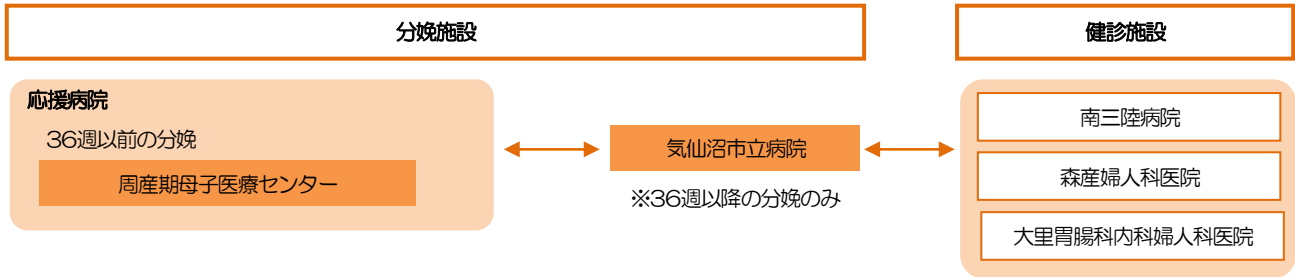 分娩施設
健診施設
応援病院
36週以前の分娩
周産期母子医療センター
気仙沼市立病院
※36週以降の分娩のみ
南三陸病院
森産婦人科医院
大里胃腸科内科婦人科医院